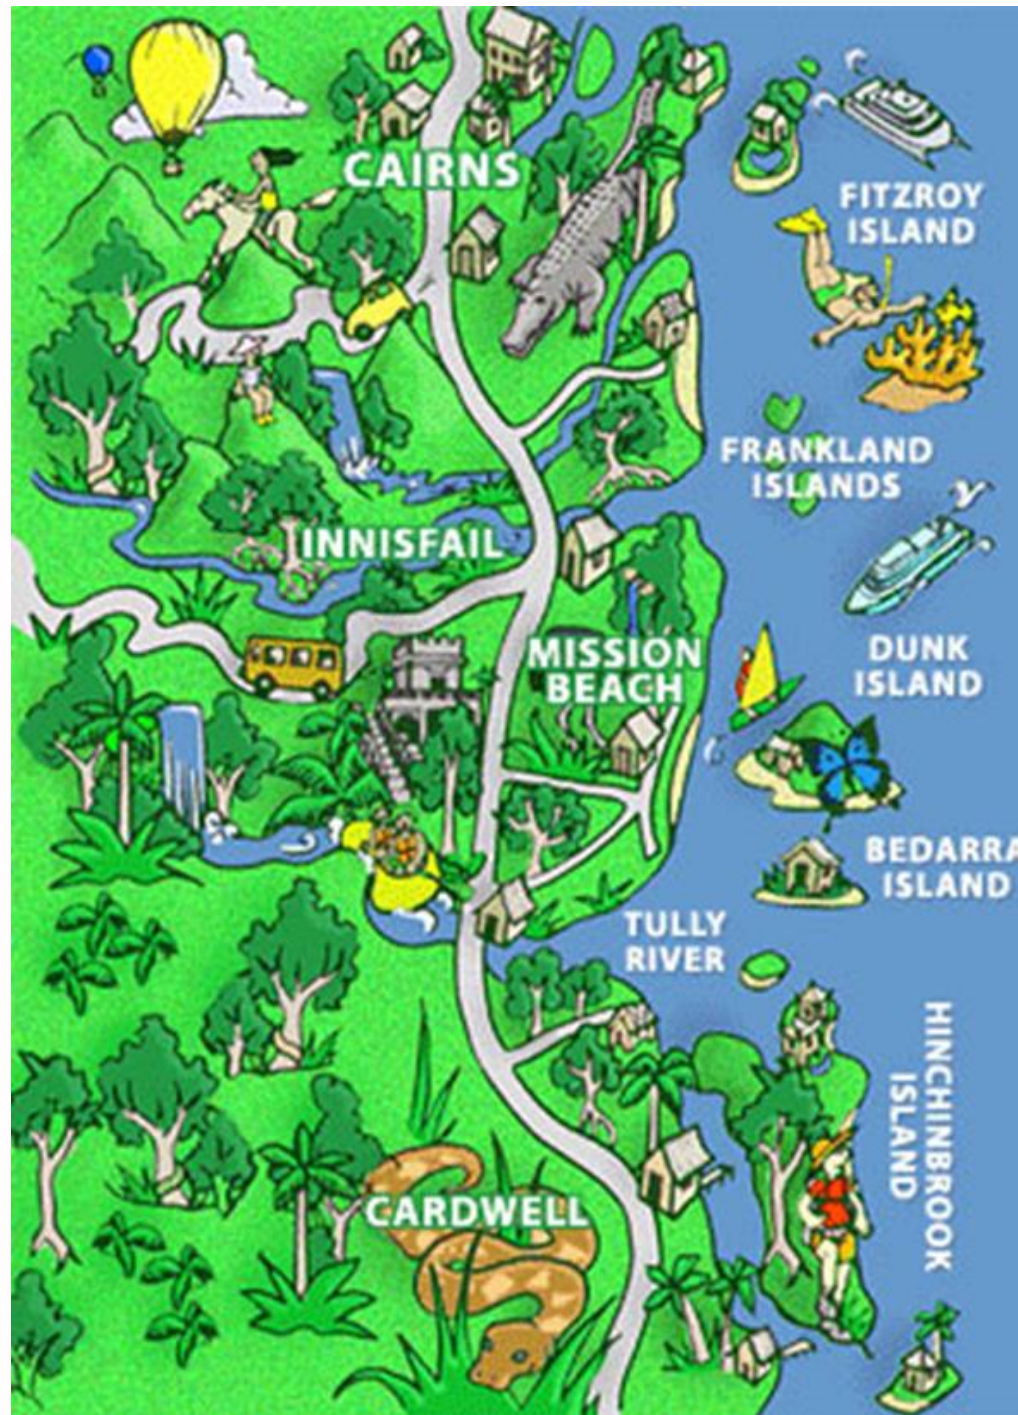 CAIRNS
FITZROY
ISLAND
FRANKLAND
ISLANDS
INNISFAIL
MISSION
BEACH
DUNK
ISLAND
BEDARRA
ISLAND
TULLY
RIVER
HINCHINBROOK
ISLAND
CARDWELL